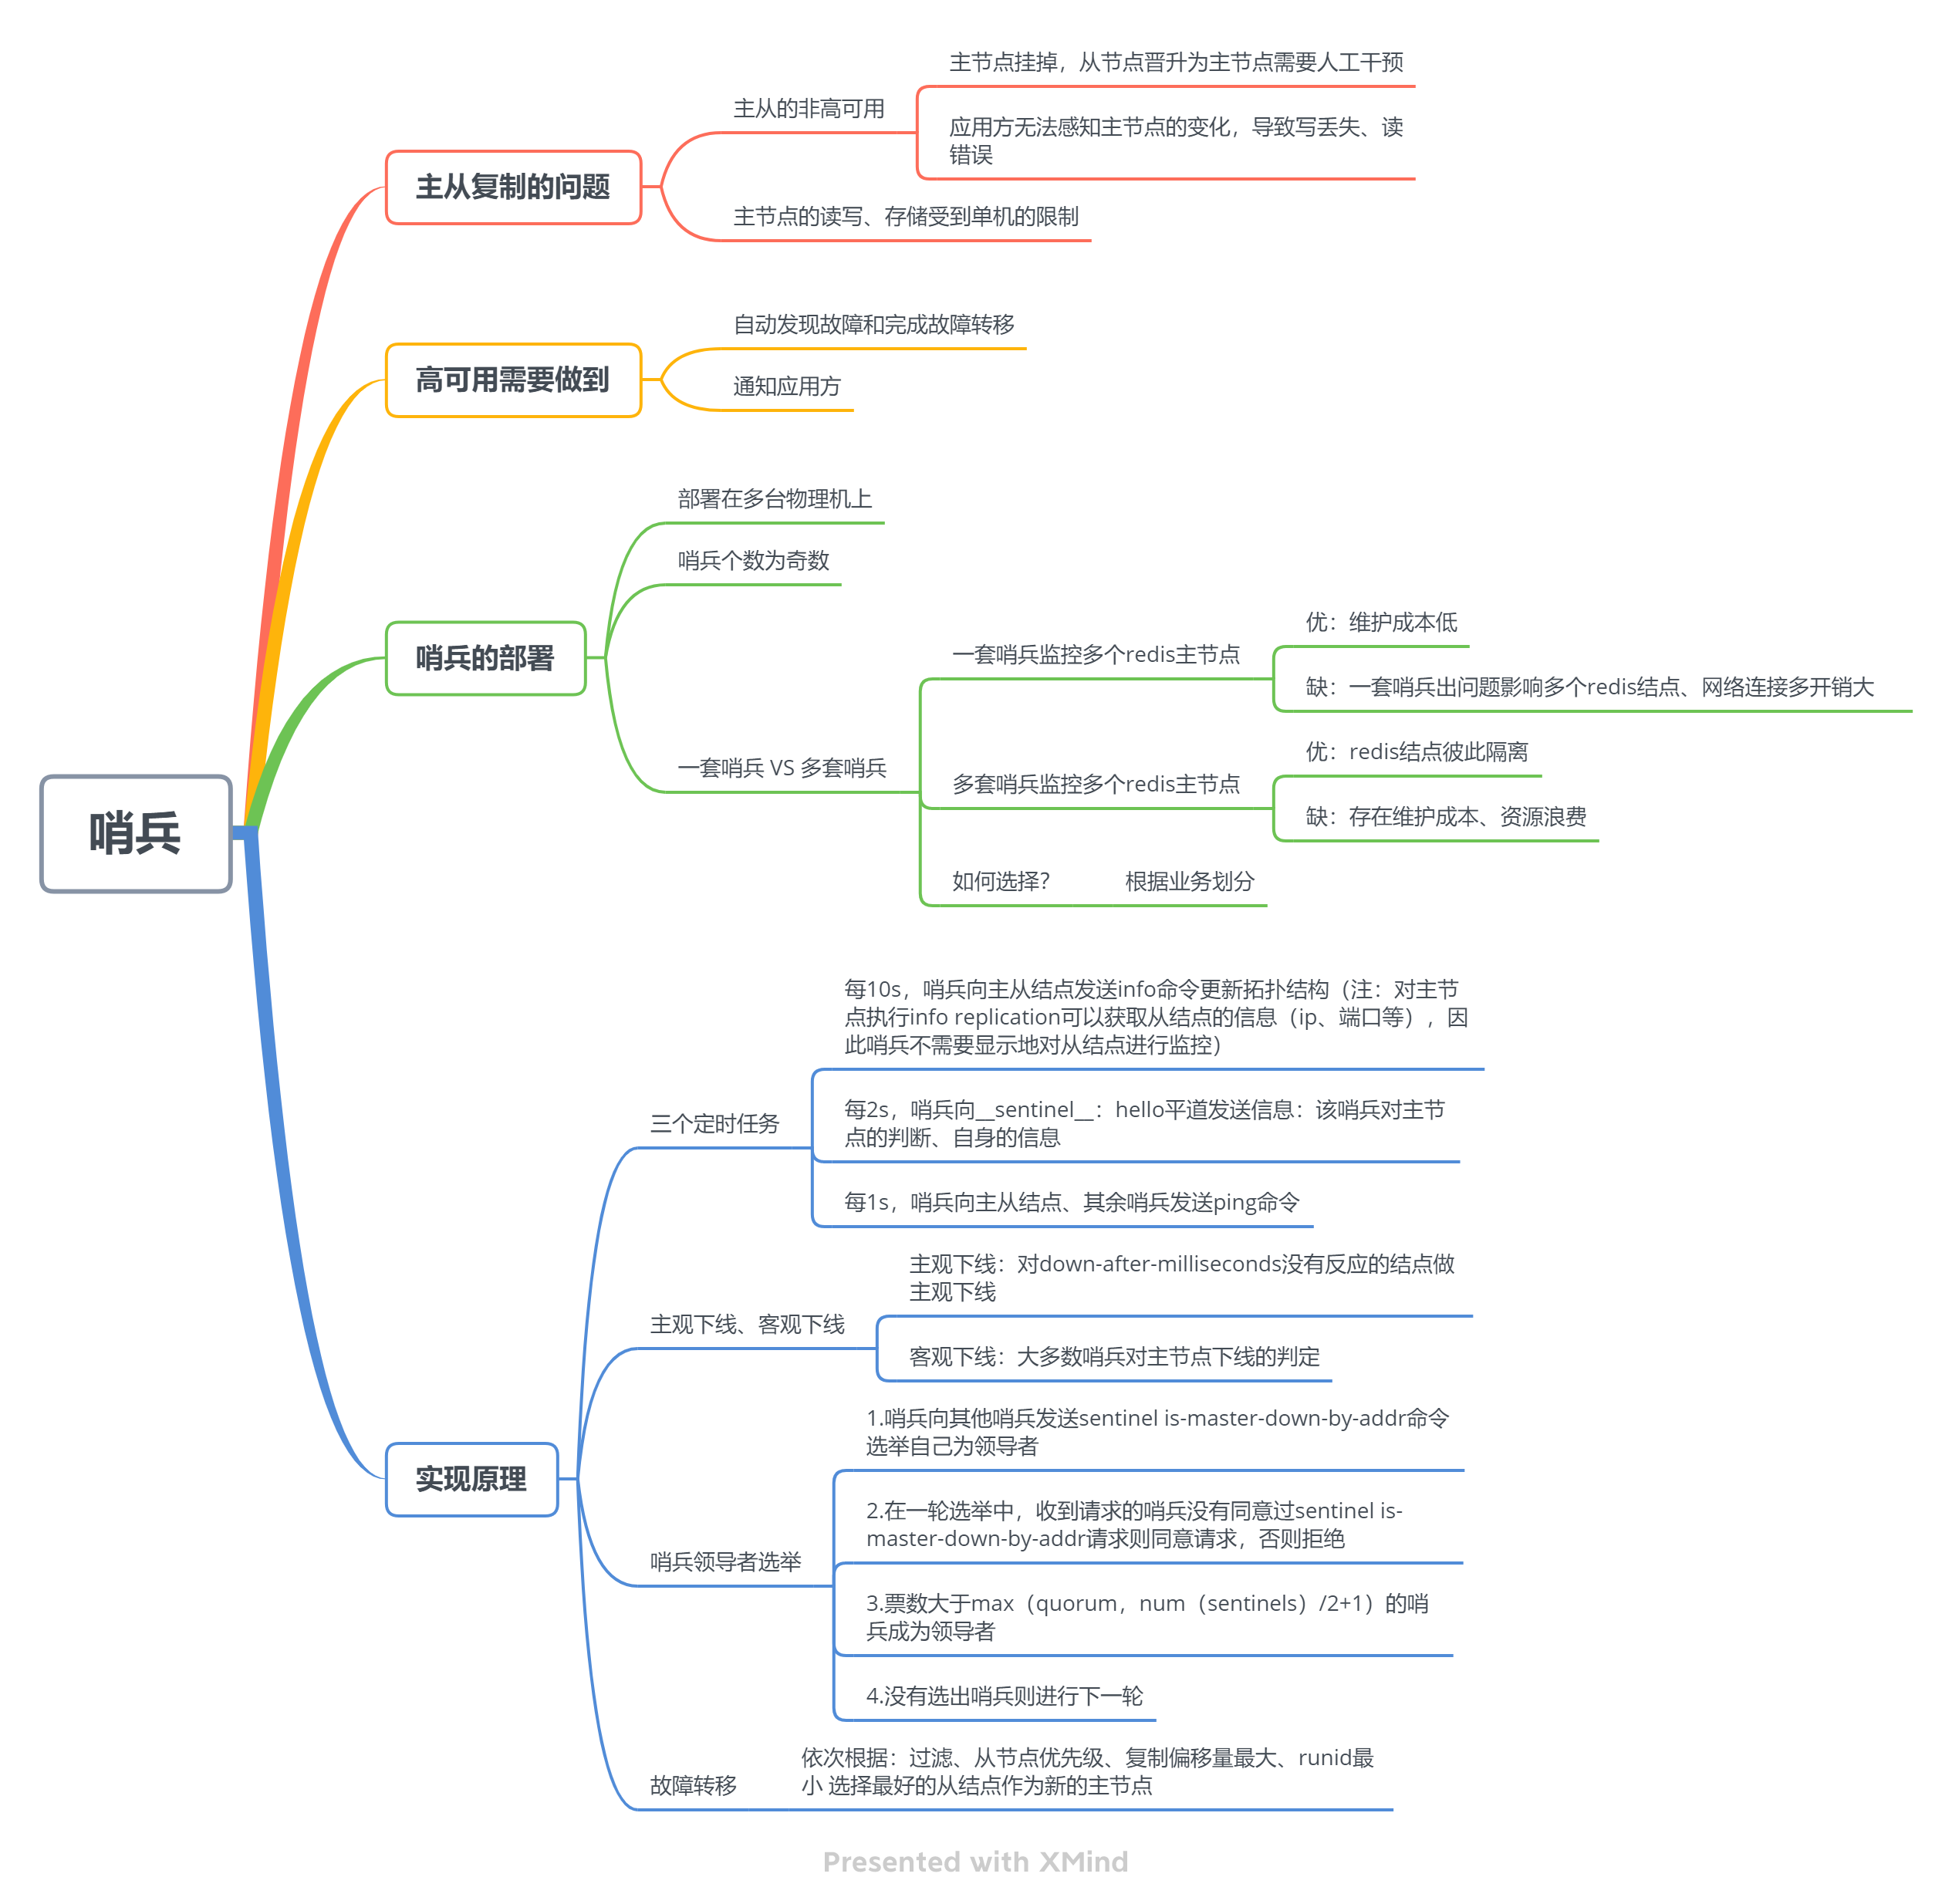 哨兵
主从复制的问题
主从的非高可用
主节点挂掉，从节点晋升为主节点需要人工干预
应用方无法感知主节点的变化，导致写丢失、读
错误
主节点的读写、存储受到单机的限制
高可用需要做到
自动发现故障和完成故障转移
通知应用方
哨兵的部署
部署在多台物理机上
哨兵个数为奇数
一套哨兵 VS 多套哨兵
一套哨兵监控多个redis主节点
优：维护成本低
缺：一套哨兵出问题影响多个redis结点、网络连接多开销大
多套哨兵监控多个redis主节点
优：redis结点彼此隔离
缺：存在维护成本、资源浪费
如何选择？
根据业务划分
实现原理
三个定时任务
每10s，哨兵向主从结点发送info命令更新拓扑结构（注：对主节
点执行info replication可以获取从结点的信息（ip、端口等），因
此哨兵不需要显示地对从结点进行监控）
每2s，哨兵向__sentinel__：hello平道发送信息：该哨兵对主节
点的判断、自身的信息
每1s，哨兵向主从结点、其余哨兵发送ping命令
主观下线、客观下线
主观下线：对down-after-milliseconds没有反应的结点做
主观下线
客观下线：大多数哨兵对主节点下线的判定
哨兵领导者选举
1.哨兵向其他哨兵发送sentinel is-master-down-by-addr命令
选举自己为领导者
2.在一轮选举中，收到请求的哨兵没有同意过sentinel is-
master-down-by-addr请求则同意请求，否则拒绝
3.票数大于max（quorum，num（sentinels）/2+1）的哨
兵成为领导者
4.没有选出哨兵则进行下一轮
故障转移
依次根据：过滤、从节点优先级、复制偏移量最大、runid最
小 选择最好的从结点作为新的主节点
Presented with XMind